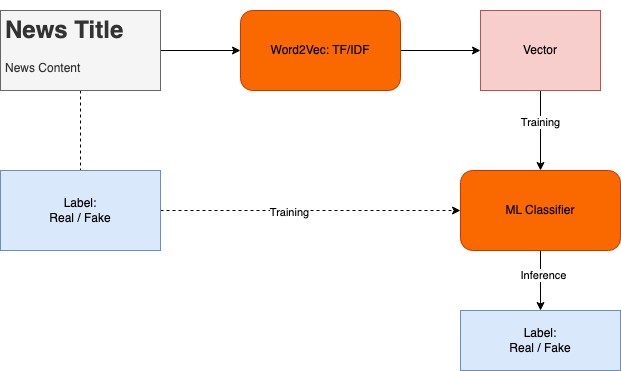 News Title
News Content
Word2Vec: TF/IDF
Vector
Training
Label:
Real / Fake
Training
ML Classifier
Inference
Label:
Real / Fake